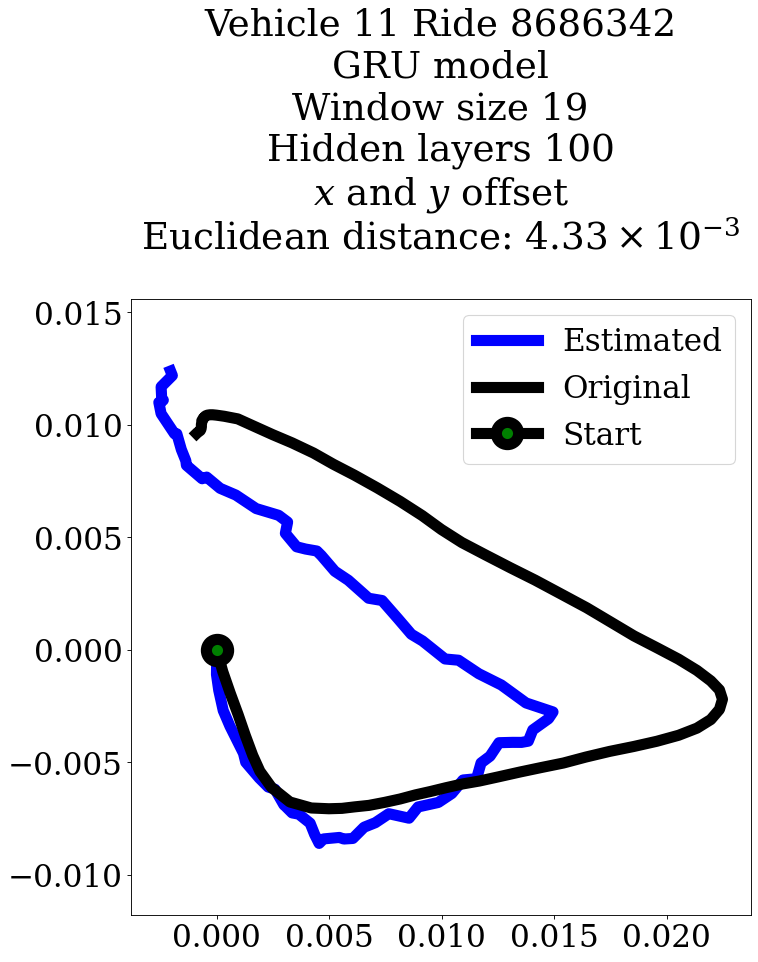 Vehicle 11 Ride 8686342
GRU model
Window size 19
Hidden layers 100
x and y offset
Euclidean distance: 4.33 × 10⁻³
0.015
0.010
0.005
0.000
−0.005
−0.010
Estimated
Original
Start
0.000 0.005 0.010 0.015 0.020